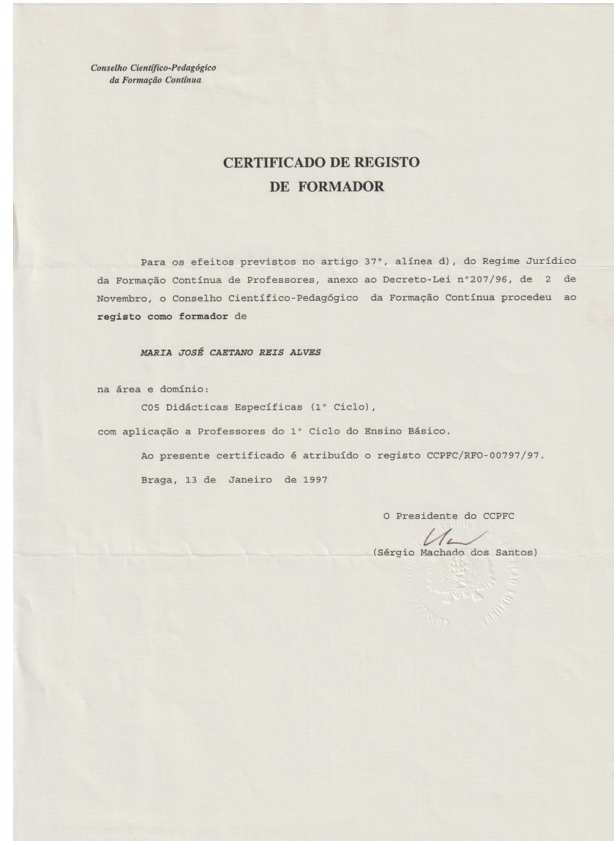 Conselho Científico-Pedagógico
da Formação Contínua
CERTIFICADO DE REGISTO
DE FORMADOR
Para os efeitos previstos no artigo 37º, alínea d), do Regime Jurídico
da Formação Contínua de Professores, anexo ao Decreto-Lei nº207/96, de 2 de
Novembro, o Conselho Científico-Pedagógico da Formação Contínua procedeu ao
registo como formador de
MARIA JOSÉ CAETANO REIS ALVES
na área e domínio:
C05 Didácticas Específicas (1º Ciclo),
com aplicação a Professores do 1º Ciclo do Ensino Básico.
Ao presente certificado é atribuído o registo CCPFC/RFO-00797/97.
Braga, 13 de Janeiro de 1997
O Presidente do CCPFC
(Sérgio Machado dos Santos)